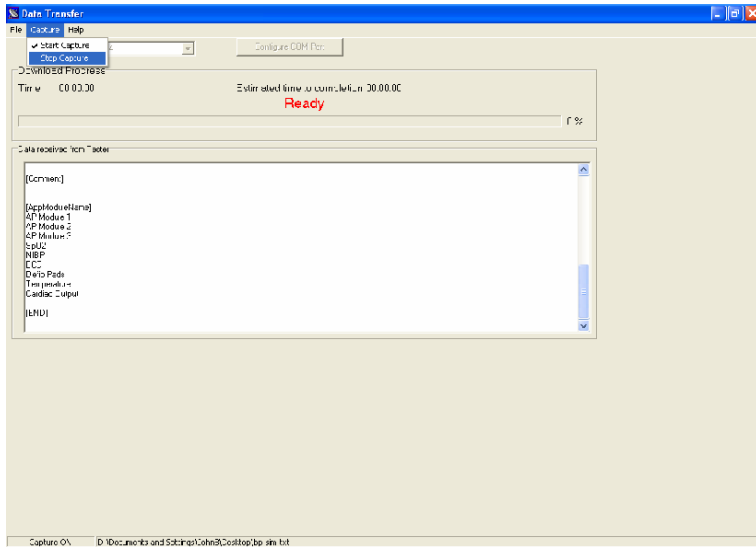 Data Transfer
File Capture Help
Start Capture
Stop Capture
Configure COM Port
Download Progress
Time 00:00:00 Estimated time to completion 00:00:00
Ready
0 %
Data received from Tester
[Comment]
[AppModuleName]
AP Module 1
AP Module 2
AP Module 3
SpO2
NIBP
ECG
Defib Pads
Temperature
Cardiac Output
[END]
Capture ON D:\Documents and Settings\JohnB\Desktop\bp sim.txt